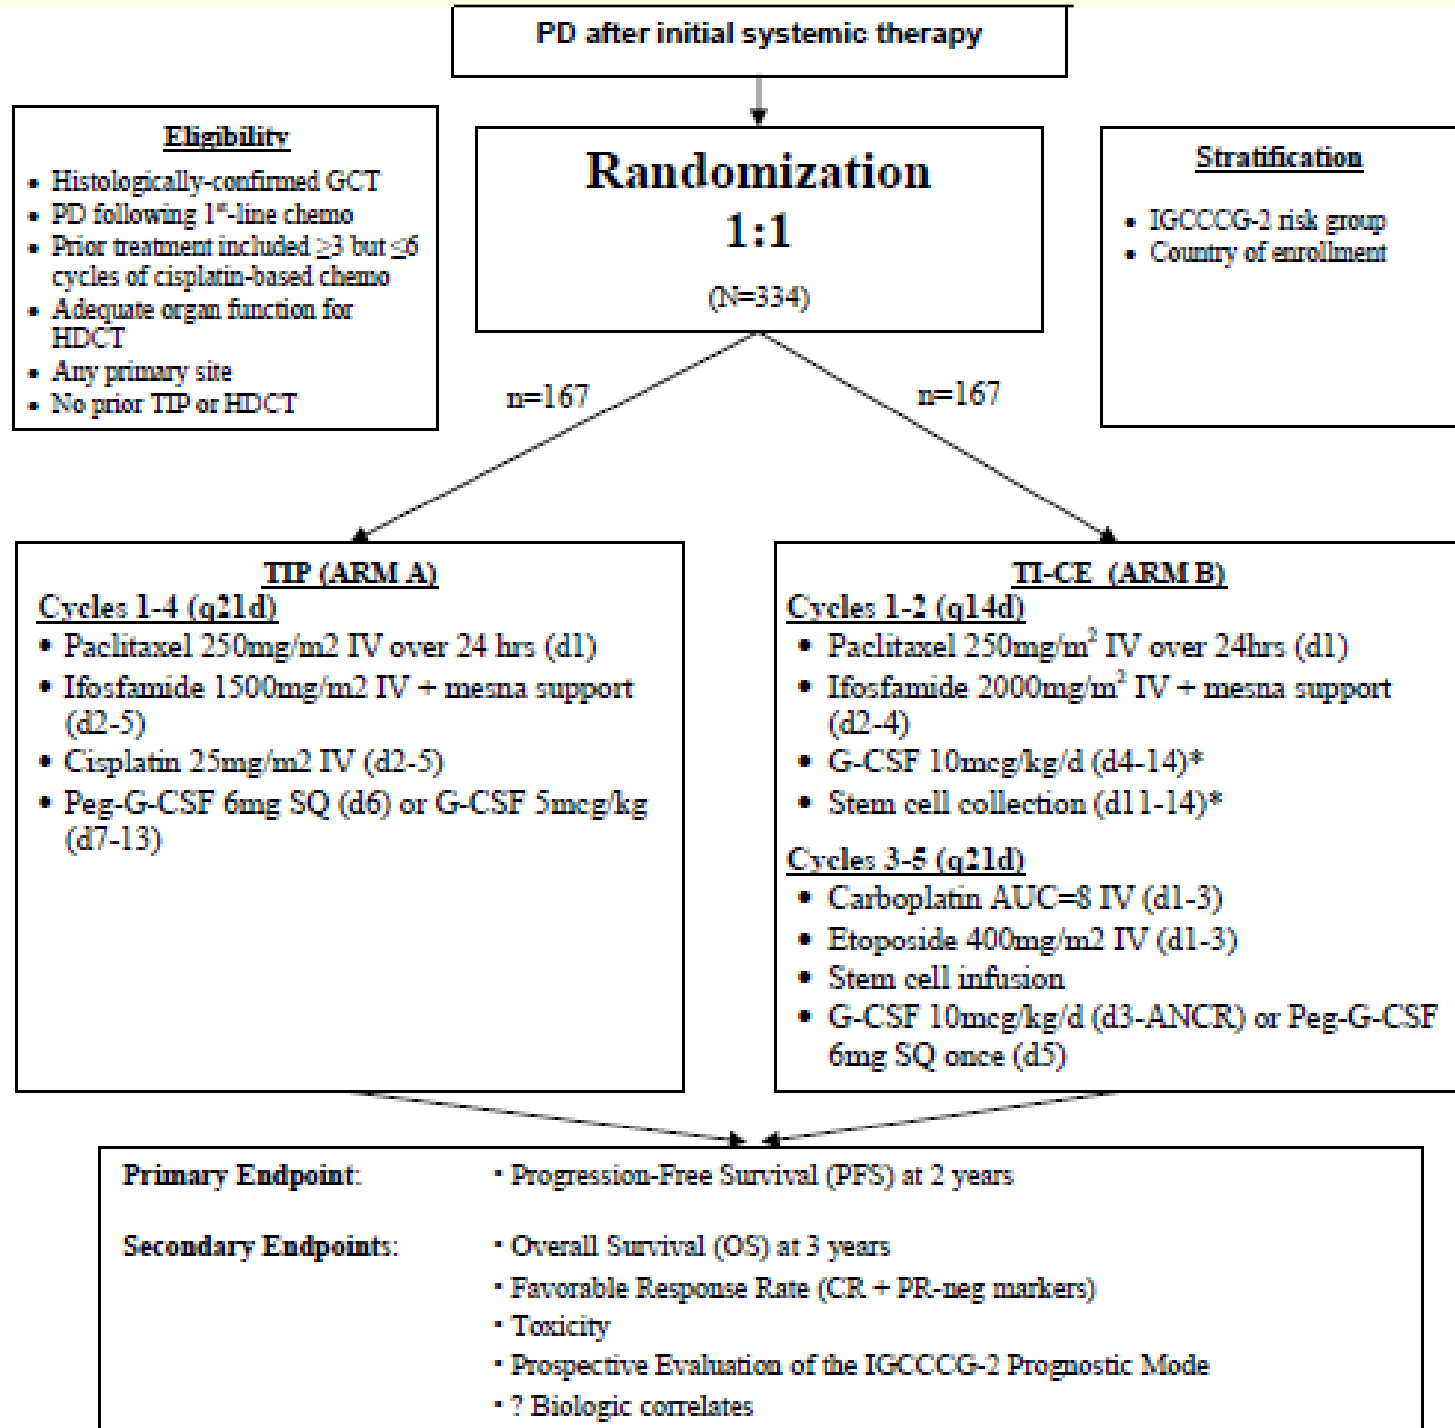 PD after initial systemic therapy
Eligibility
• Histologically-confirmed GCT
• PD following 1st-line chemo
• Prior treatment included ≥3 but ≤6
cycles of cisplatin-based chemo
• Adequate organ function for
HDCT
• Any primary site
• No prior TIP or HDCT
Randomization
1:1
(N=334)
Stratification
• IGCCCG-2 risk group
• Country of enrollment
n=167
n=167
TIP (ARM A)
Cycles 1-4 (q21d)
• Paclitaxel 250mg/m2 IV over 24 hrs (d1)
• Ifosfamide 1500mg/m2 IV + mesna support
(d2-5)
• Cisplatin 25mg/m2 IV (d2-5)
• Peg-G-CSF 6mg SQ (d6) or G-CSF 5mcg/kg
(d7-13)
TI-CE (ARM B)
Cycles 1-2 (q14d)
• Paclitaxel 250mg/m² IV over 24hrs (d1)
• Ifosfamide 2000mg/m² IV + mesna support
(d2-4)
• G-CSF 10mcg/kg/d (d4-14)*
• Stem cell collection (d11-14)*
Cycles 3-5 (q21d)
• Carboplatin AUC=8 IV (d1-3)
• Etoposide 400mg/m2 IV (d1-3)
• Stem cell infusion
• G-CSF 10mcg/kg/d (d3-ANCR) or Peg-G-CSF
6mg SQ once (d5)
Primary Endpoint: ▪ Progression-Free Survival (PFS) at 2 years
Secondary Endpoints: ▪ Overall Survival (OS) at 3 years
▪ Favorable Response Rate (CR + PR-neg markers)
▪ Toxicity
▪ Prospective Evaluation of the IGCCCG-2 Prognostic Mode
▪ ? Biologic correlates